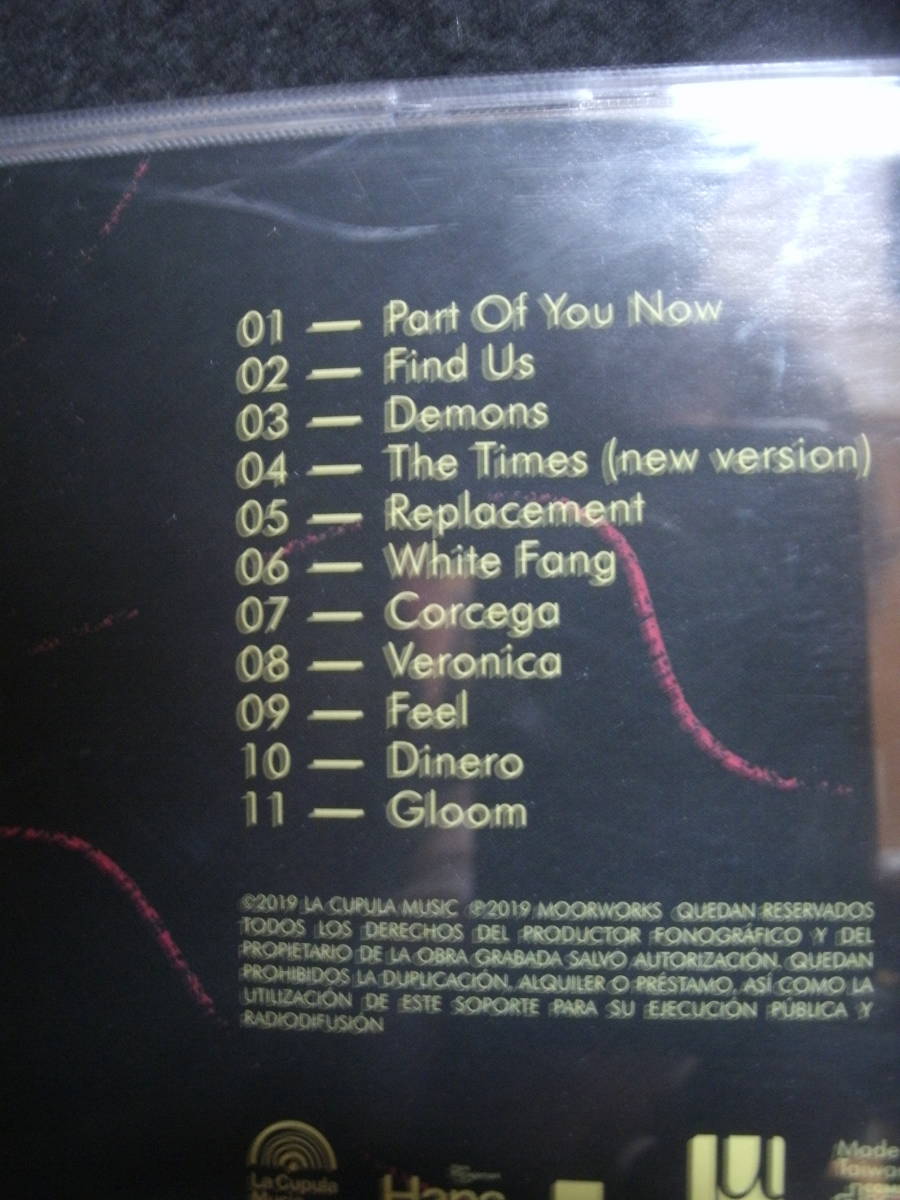 01 — Part Of You Now
02 — Find Us
03 — Demons
04 — The Times (new version)
05 — Replacement
06 — White Fang
07 — Corcega
08 — Veronica
09 — Feel
10 — Dinero
11 — Gloom
©2019 LA CUPULA MUSIC ℗2019 MOORWORKS QUEDAN RESERVADOS
TODOS LOS DERECHOS DEL PRODUCTOR FONOGRÁFICO Y DEL
PROPIETARIO DE LA OBRA GRABADA SALVO AUTORIZACIÓN. QUEDAN
PROHIBIDOS LA DUPLICACIÓN, ALQUILER O PRÉSTAMO, ASÍ COMO LA
UTILIZACIÓN DE ESTE SOPORTE PARA SU EJECUCIÓN PÚBLICA Y
RADIODIFUSIÓN
La Cupula
Made